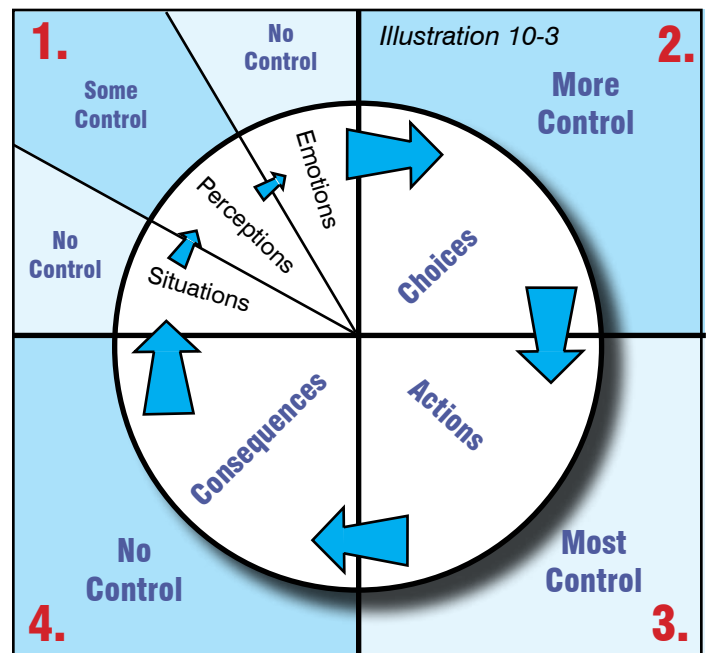 1.
No
Control
Illustration 10-3
2.
Some
Control
More
Control
Emotions
Perceptions
No
Control
Situations
Choices
Consequences
Actions
No
Control
Most
Control
4.
3.